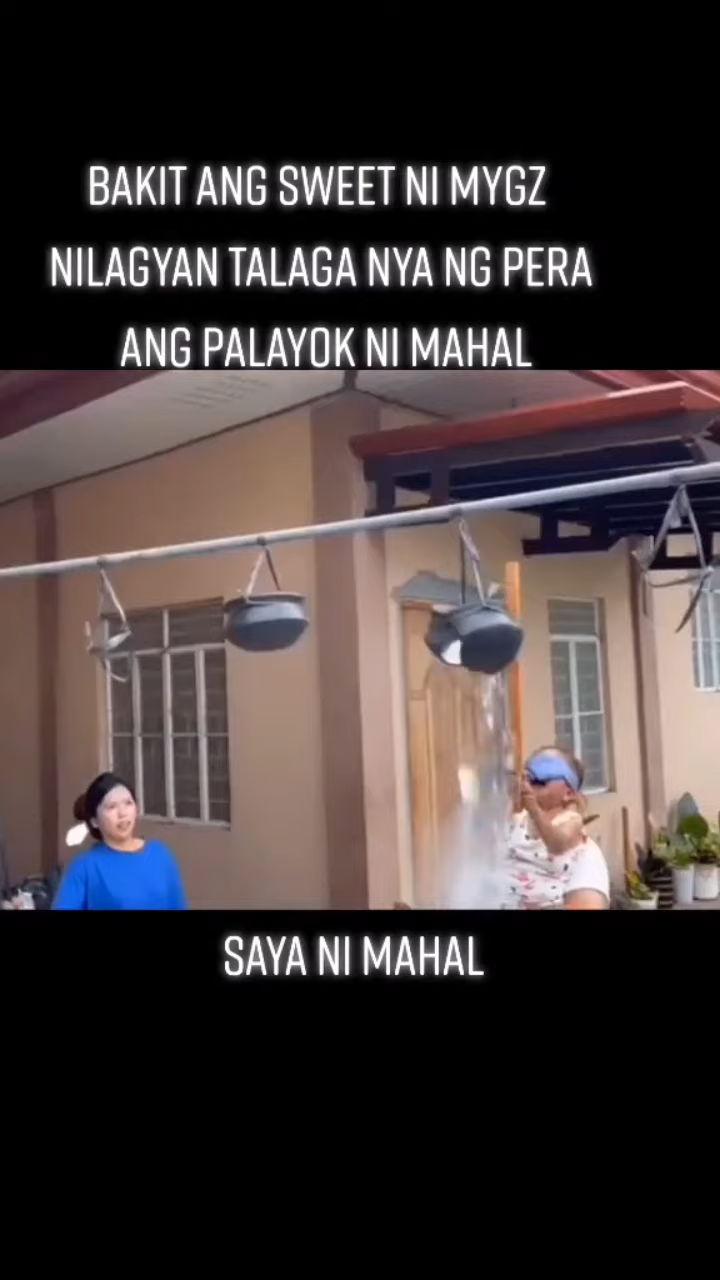 BAKIT ANG SWEET NI MYGZ
NILAGYAN TALAGA NYA NG PERA
ANG PALAYOK NI MAHAL
SAYA NI MAHAL